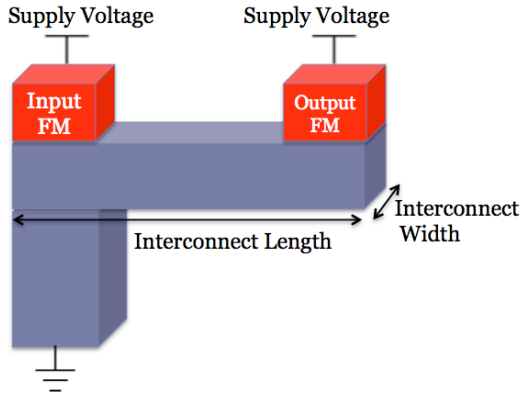 Supply Voltage
Supply Voltage
Input
FM
Output
FM
Interconnect
Width
Interconnect Length